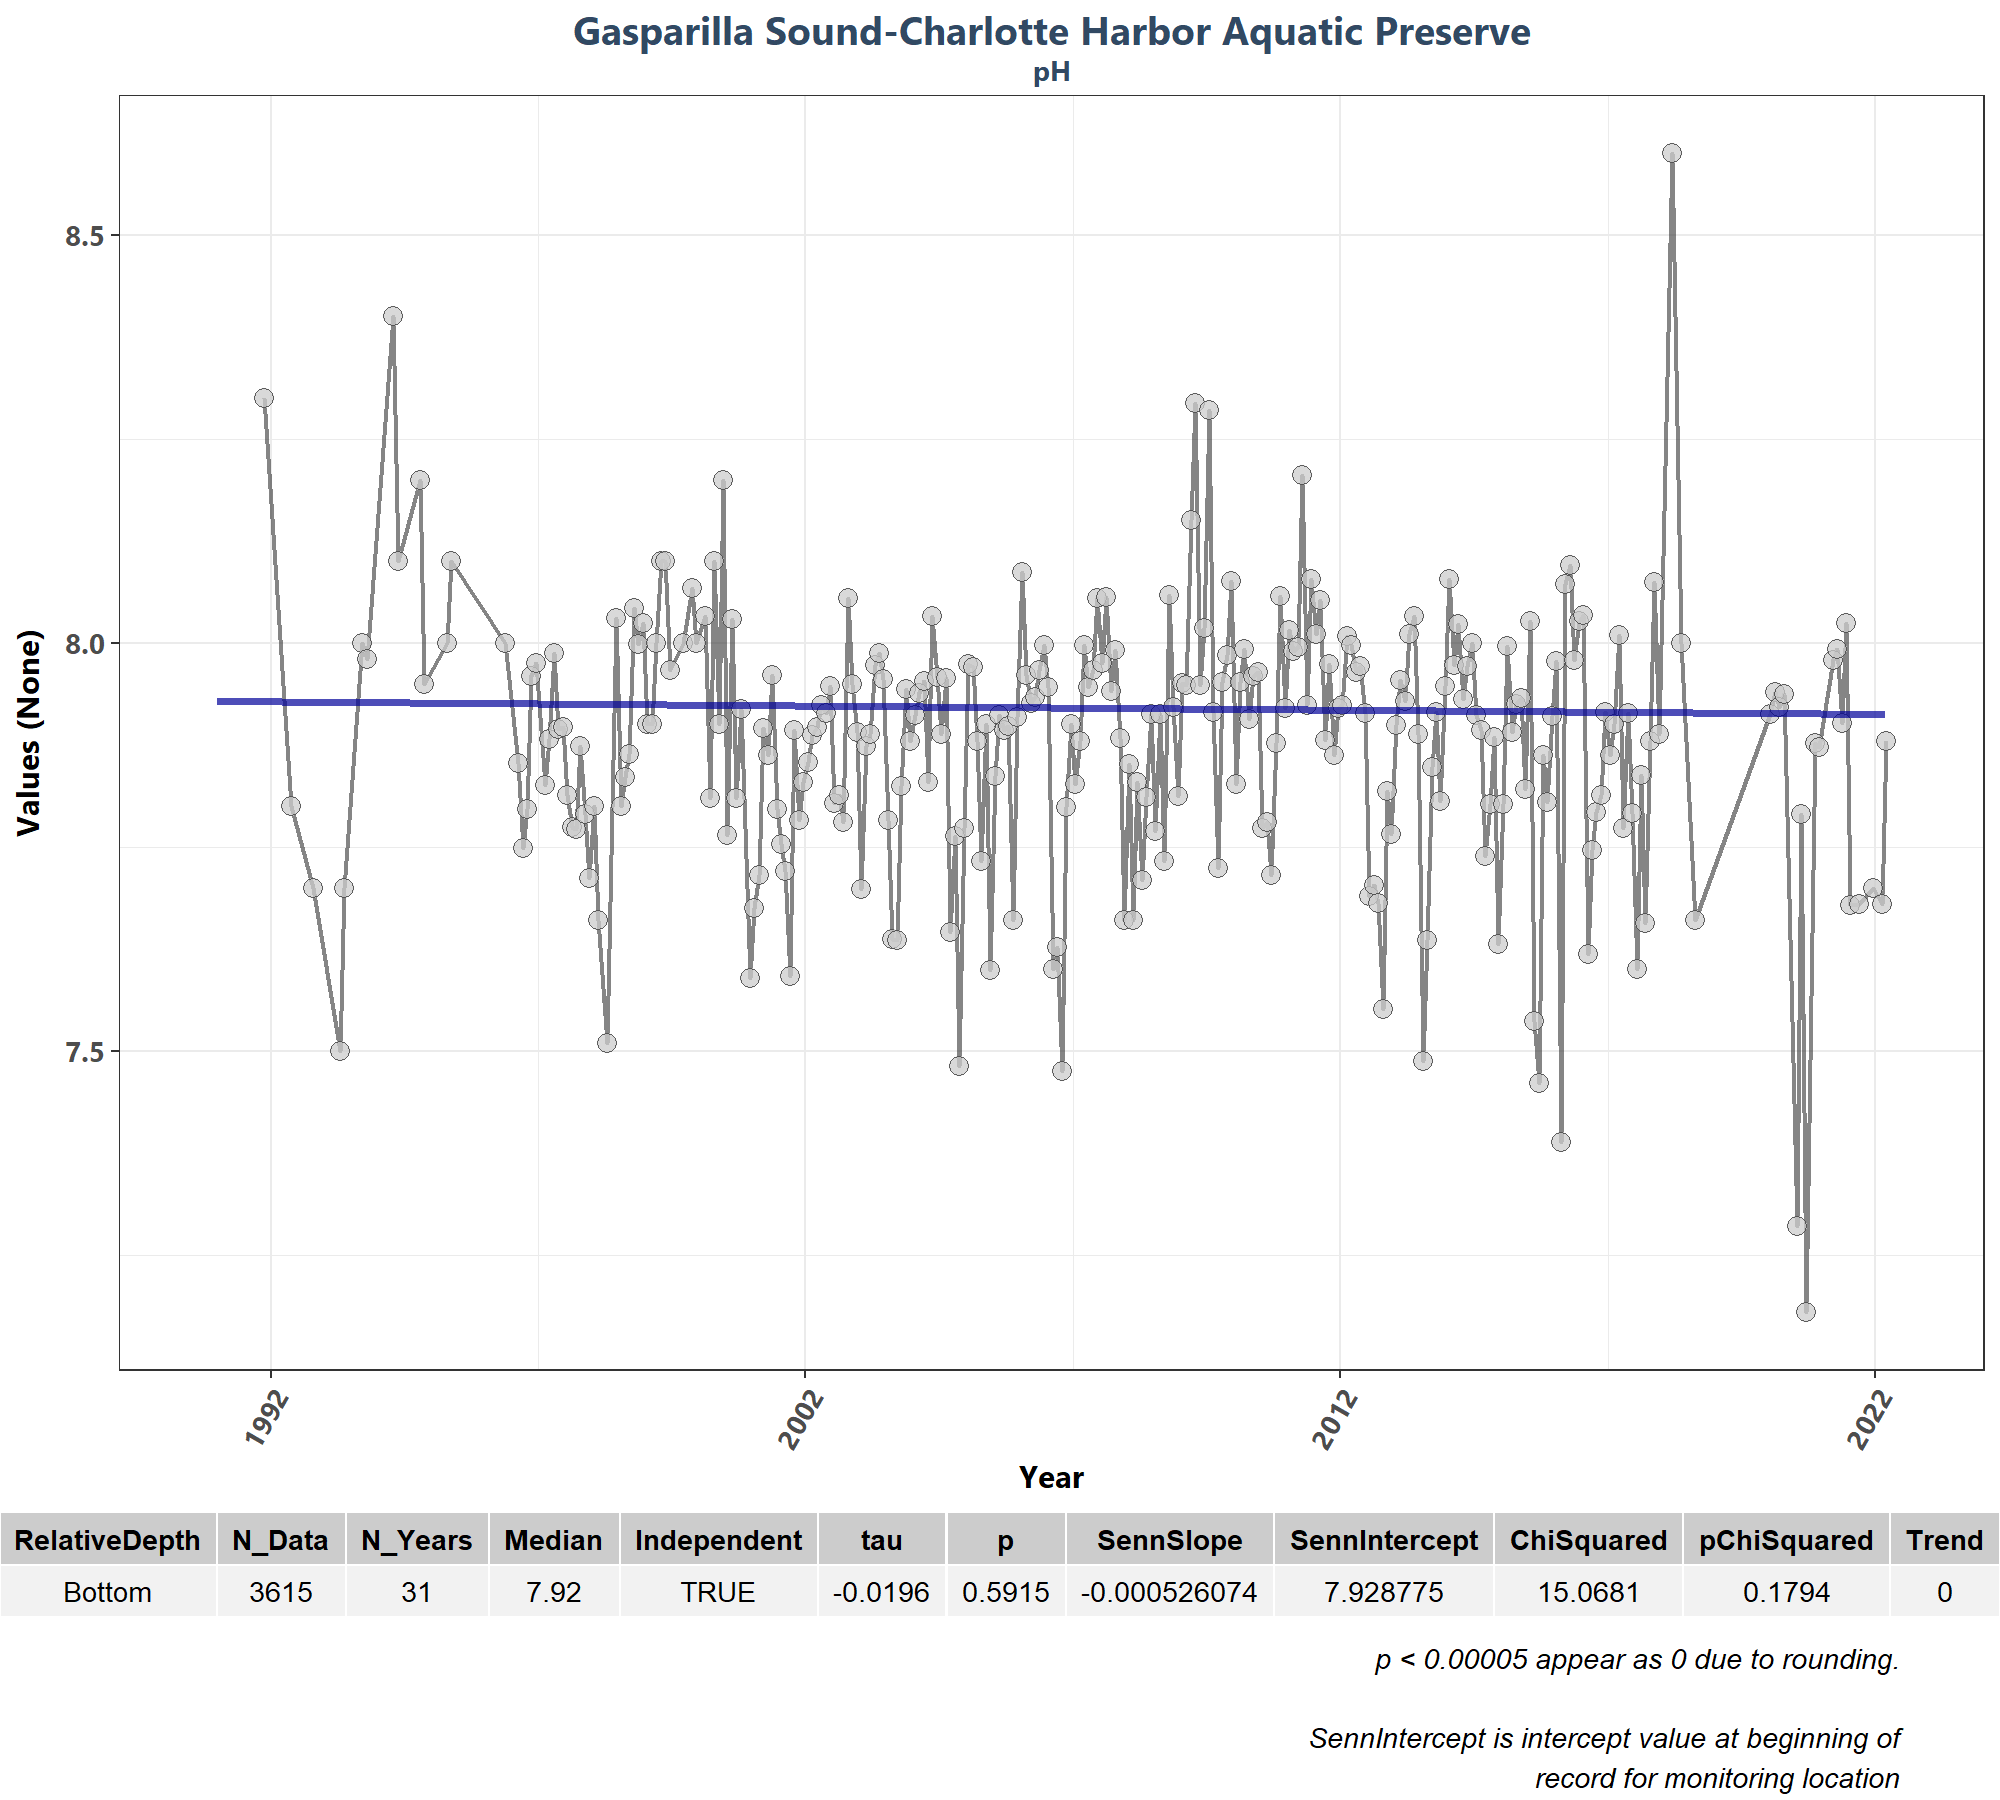 Gasparilla Sound-Charlotte Harbor Aquatic Preserve
pH
Values (None)
8.5
8.0
7.5
1992
2002
2012
2022
Year
RelativeDepth N_Data N_Years Median Independent tau p SennSlope SennIntercept ChiSquared pChiSquared Trend
Bottom 3615 31 7.92 TRUE -0.0196 0.5915 -0.000526074 7.928775 15.0681 0.1794 0
p < 0.00005 appear as 0 due to rounding.
SennIntercept is intercept value at beginning of
record for monitoring location